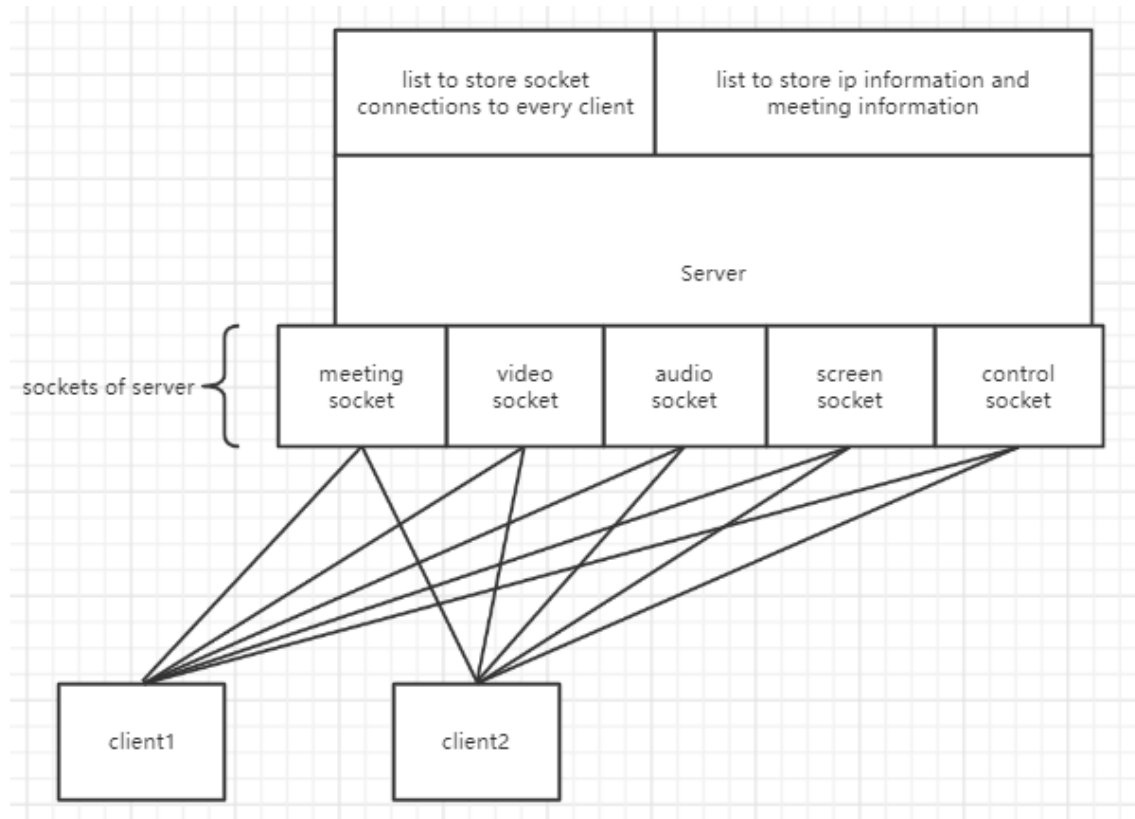 list to store socket
connections to every client
list to store ip information and
meeting information
Server
sockets of server
meeting
socket
video
socket
audio
socket
screen
socket
control
socket
client1
client2